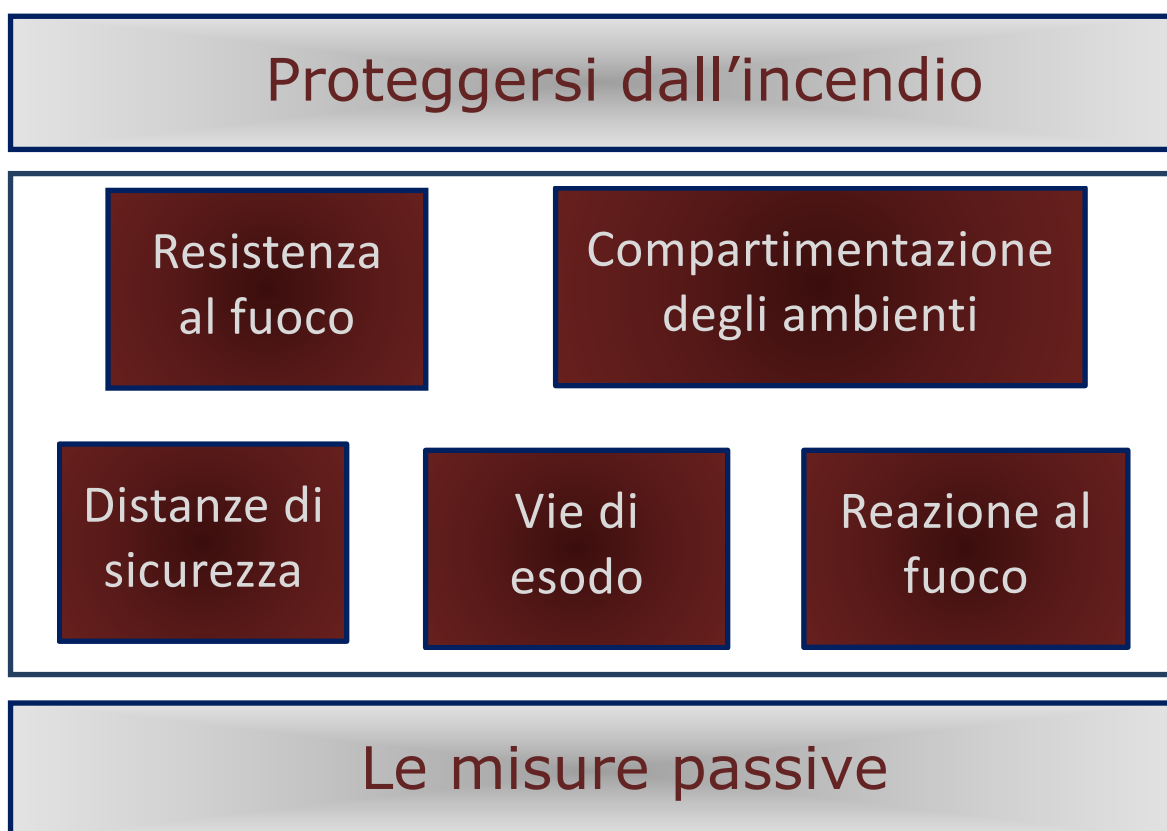 Proteggersi dall’incendio
Resistenza
al fuoco
Compartimentazione
degli ambienti
Distanze di
sicurezza
Vie di
esodo
Reazione al
fuoco
Le misure passive